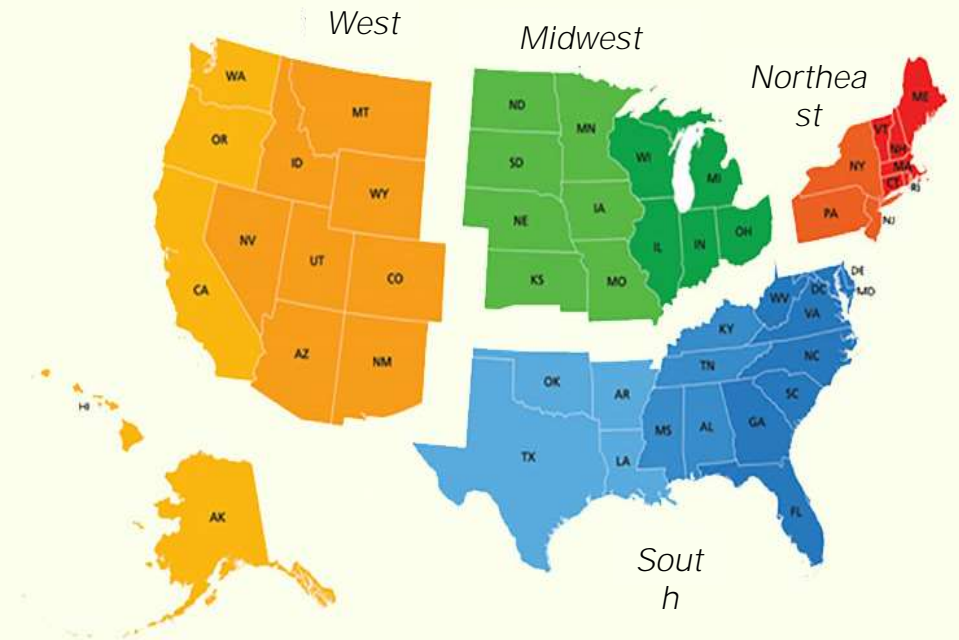 West
Midwest
Northea
st
WA
OR
CA
MT
ID
WY
NV
UT
CO
AZ
NM
HI
AK
ND
MN
SD
WI
MI
NE
IA
IL
IN
OH
KS
MO
ME
VT
NH
NY
MA
CT
RI
PA
NJ
DE
MD
DC
WV
VA
KY
NC
TN
SC
OK
AR
MS
AL
GA
TX
LA
FL
Sout
h